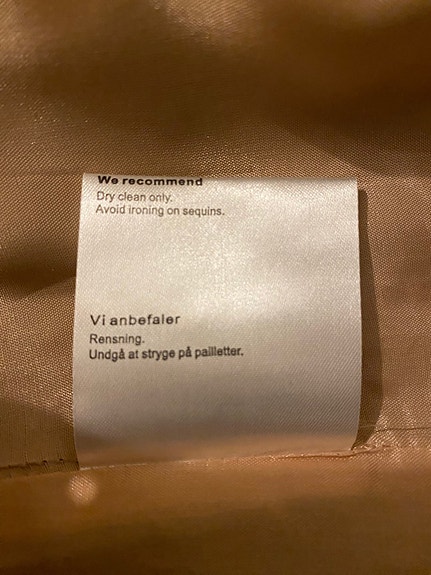 We recommend
Dry clean only.
Avoid ironing on sequins.
Vi anbefaler
Rensning.
Undgå at stryge på pailletter.